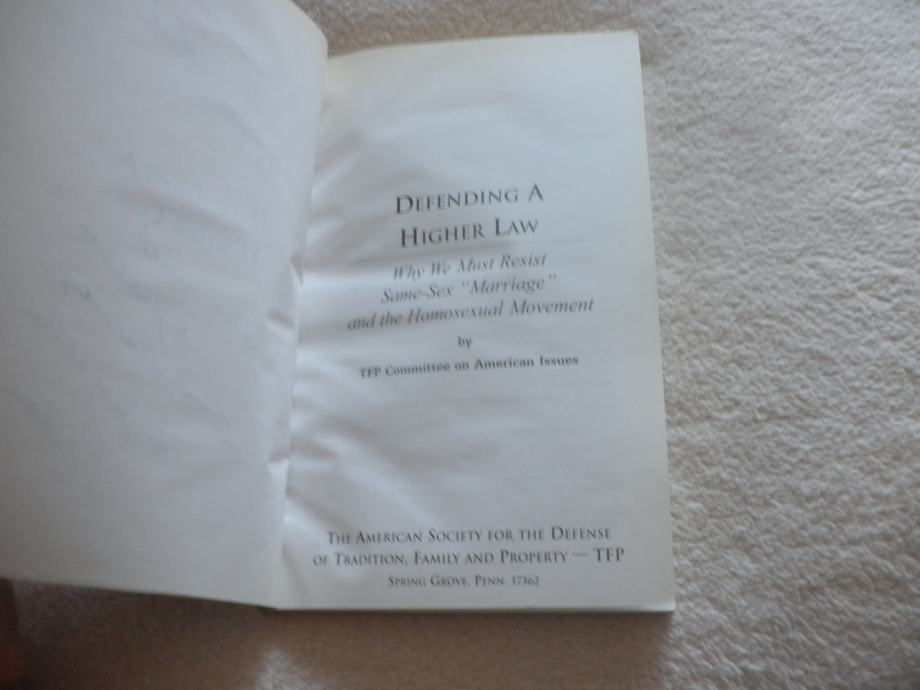 DEFENDING A
HIGHER LAW
Why We Must Resist
Same-Sex "Marriage"
and the Homosexual Movement
by
TFP Committee on American Issues
THE AMERICAN SOCIETY FOR THE DEFENSE
OF TRADITION, FAMILY AND PROPERTY — TFP
SPRING GROVE, PENN. 17362